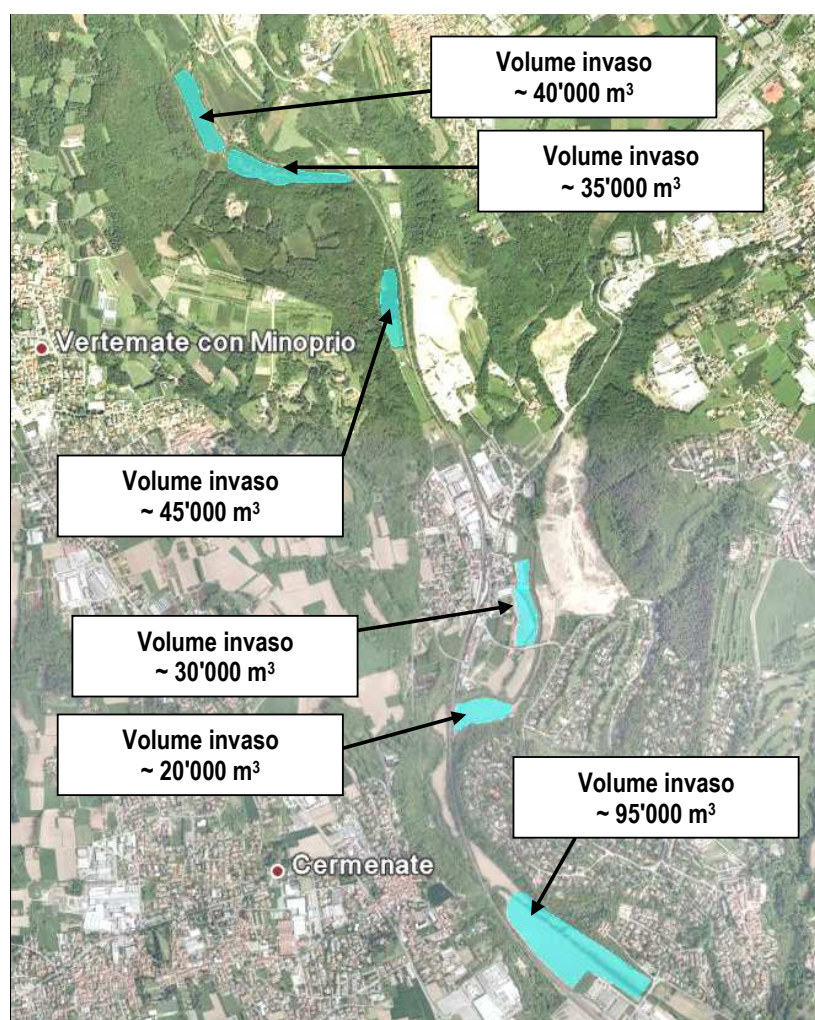 Volume invaso
~ 40'000 m³
Volume invaso
~ 35'000 m³
Vertemate con Minoprio
Volume invaso
~ 45'000 m³
Volume invaso
~ 30'000 m³
Volume invaso
~ 20'000 m³
Volume invaso
~ 95'000 m³
Cermenate